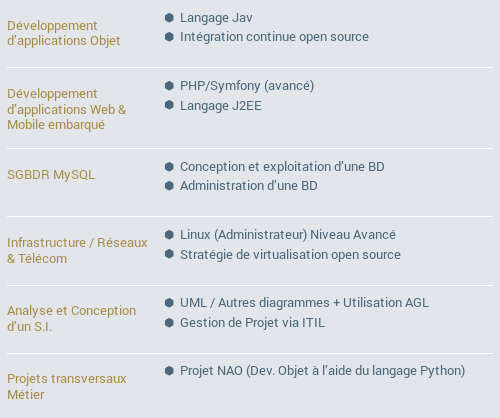 Développement
d'applications Objet
Langage Jav
Intégration continue open source
Développement
d'applications Web &
Mobile embarqué
PHP/Symfony (avancé)
Langage J2EE
SGBDR MySQL
Conception et exploitation d'une BD
Administration d'une BD
Infrastructure / Réseaux
& Télécom
Linux (Administrateur) Niveau Avancé
Stratégie de virtualisation open source
Analyse et Conception
d'un S.I.
UML / Autres diagrammes + Utilisation AGL
Gestion de Projet via ITIL
Projets transversaux
Métier
Projet NAO (Dev. Objet à l'aide du langage Python)